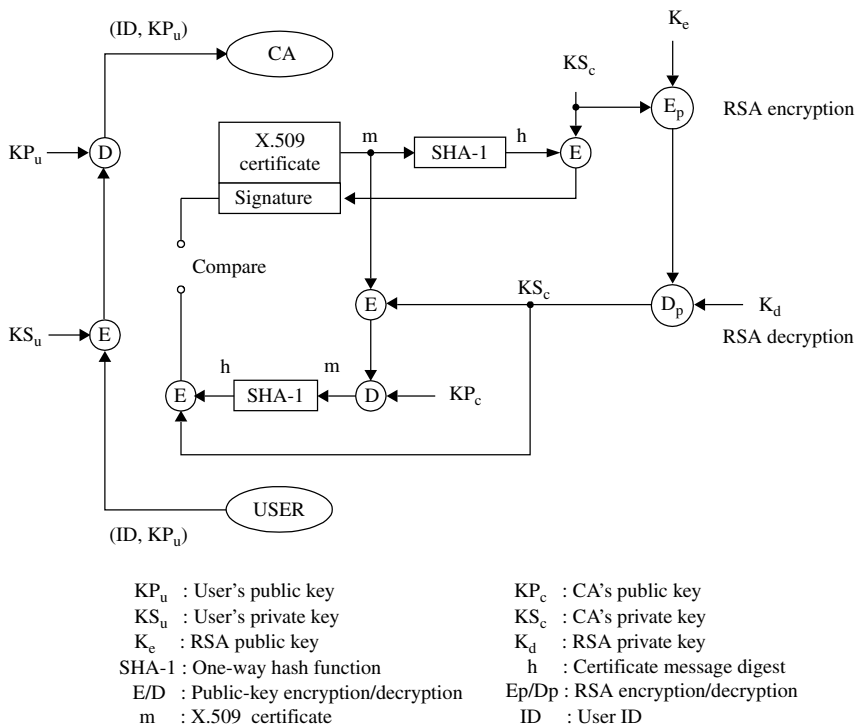 (ID, KPu)
CA
Ke
KSc
Ep
RSA encryption
KPu
D
X.509
certificate
m
SHA-1
h
E
Signature
Compare
E
KSc
Dp
Kd
RSA decryption
KSu
E
h
m
E
SHA-1
D
KPc
USER
(ID, KPu)
KPu : User's public key
KSu : User's private key
Ke : RSA public key
SHA-1 : One-way hash function
E/D : Public-key encryption/decryption
m : X.509 certificate
KPc : CA's public key
KSc : CA's private key
Kd : RSA private key
h : Certificate message digest
Ep/Dp : RSA encryption/decryption
ID : User ID